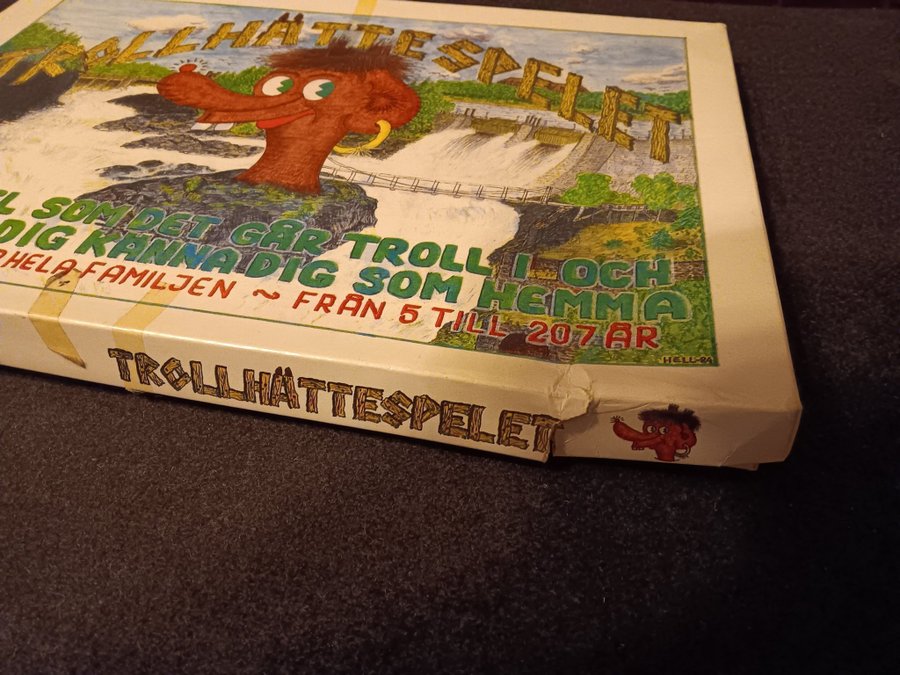 TROLLHÄTTESPELET
SOM DET GÅR TROLL I OCH
DIG KÄNNA DIG SOM HEMMA
HELA FAMILJEN ~ FRÅN 5 TILL 207 ÅR
HELL-84
TROLLHÄTTESPELET